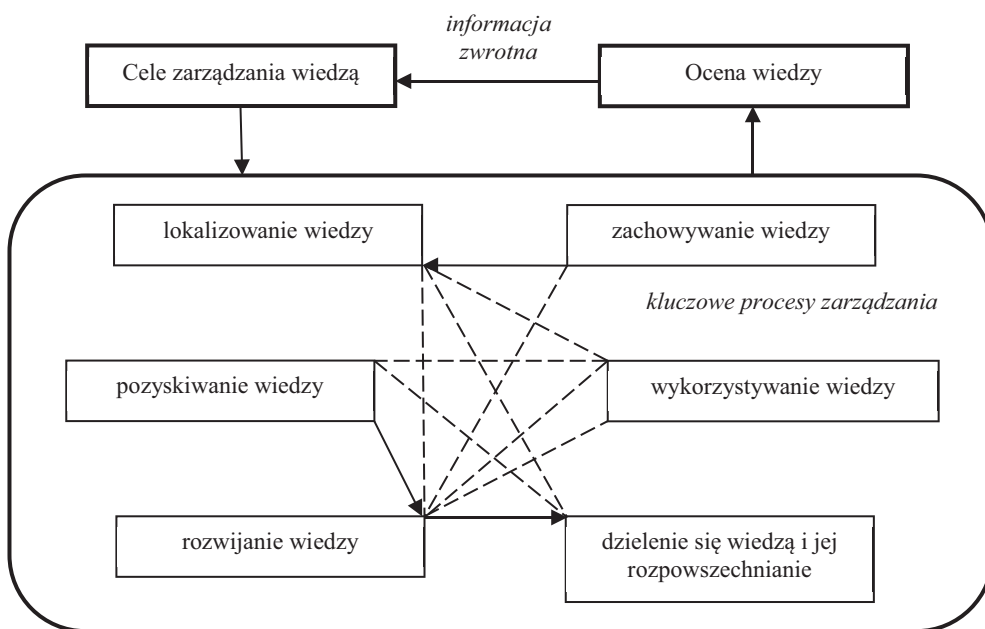 informacja
zwrotna
Cele zarządzania wiedzą
Ocena wiedzy
lokalizowanie wiedzy
zachowywanie wiedzy
kluczowe procesy zarządzania
pozyskiwanie wiedzy
wykorzystywanie wiedzy
rozwijanie wiedzy
dzielenie się wiedzą i jej
rozpowszechnianie